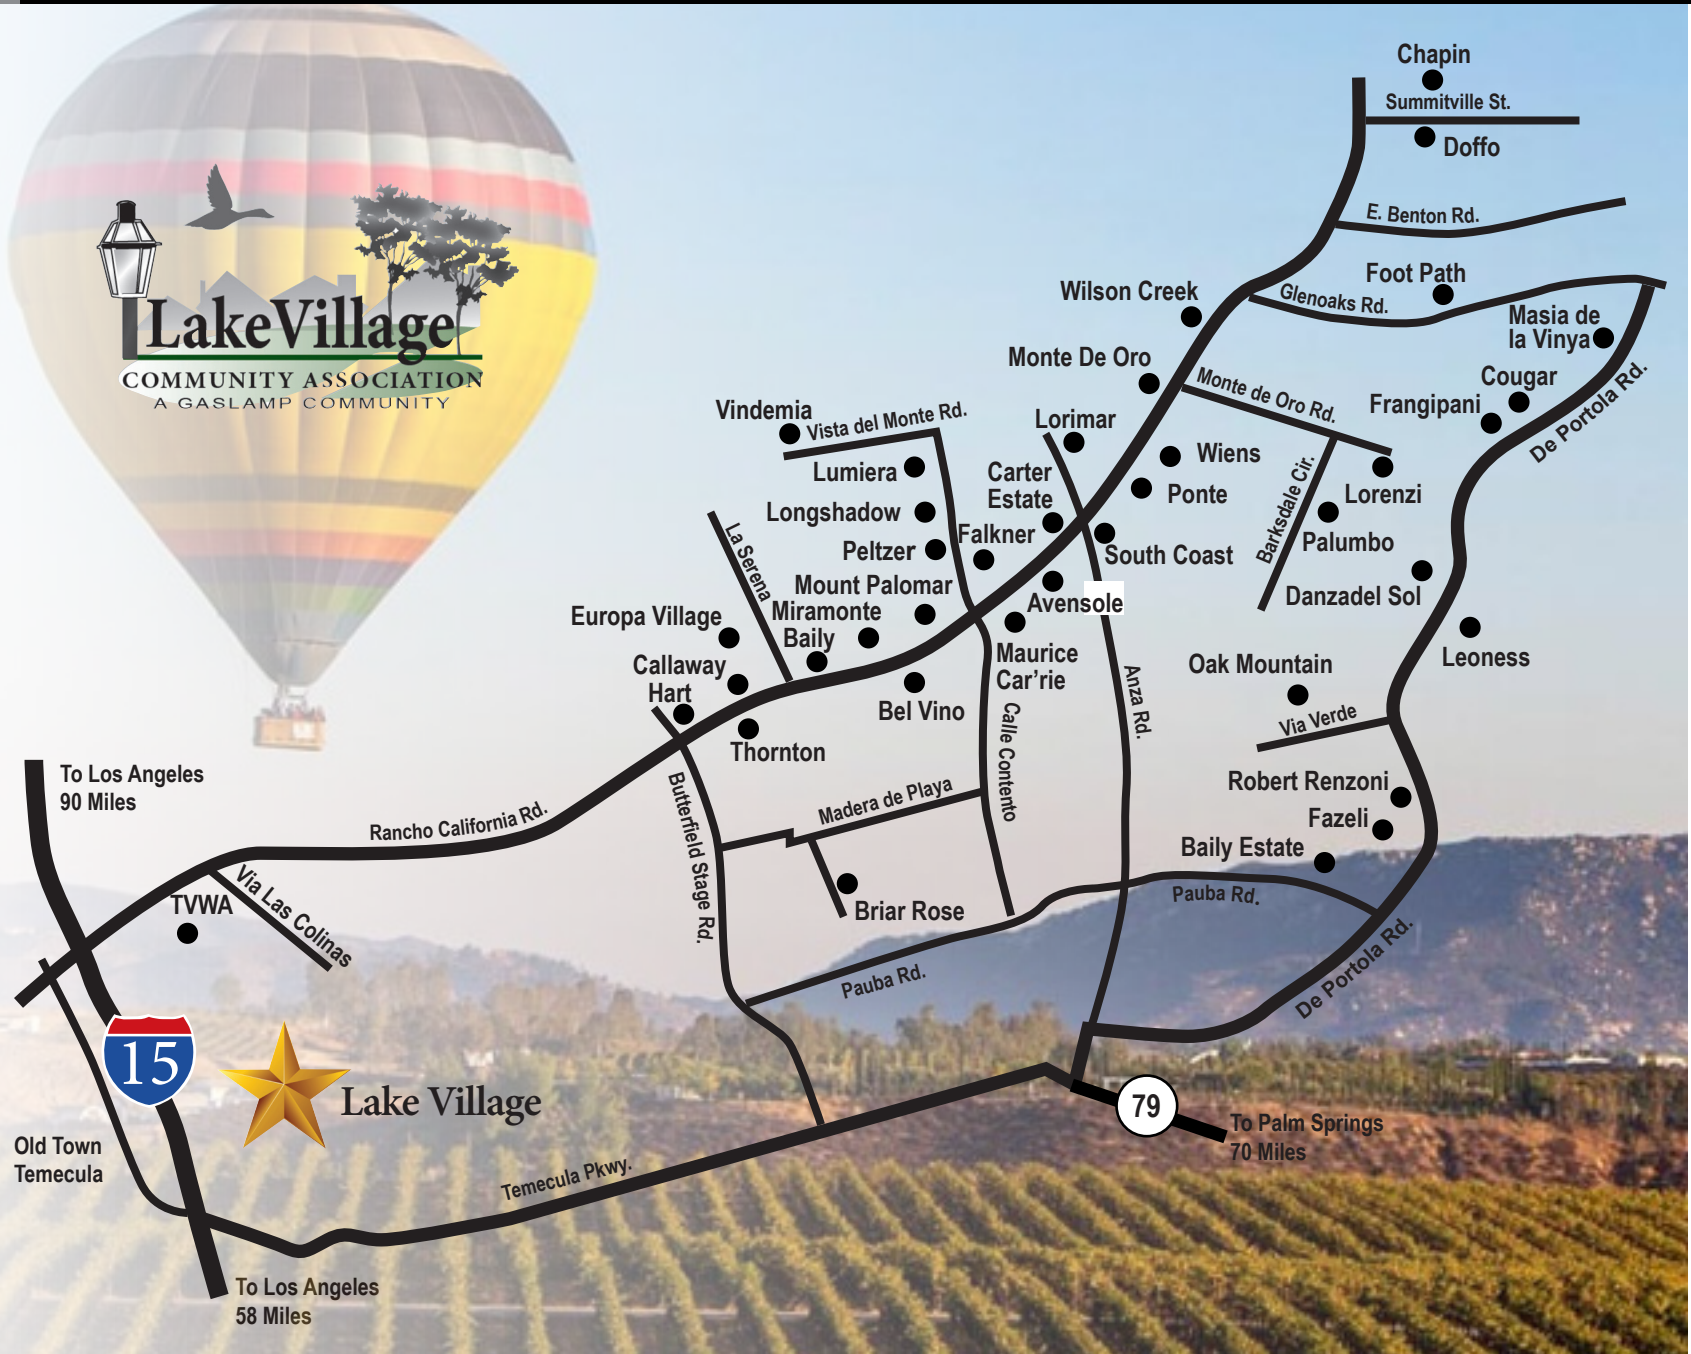 Chapin
Summitville St.
Doffo
E. Benton Rd.
Foot Path
Glenoaks Rd.
Wilson Creek
Masia de
la Vinya
Monte De Oro
Monte de Oro Rd.
Cougar
Frangipani
De Portola Rd.
LakeVillage
COMMUNITY ASSOCIATION
A GASLAMP COMMUNITY
Vindemia
Vista del Monte Rd.
Lorimar
Wiens
Lumiera
Carter
Estate
Ponte
Lorenzi
Barksdale Cir.
Longshadow
Falkner
La Serena
Peltzer
South Coast
Palumbo
Mount Palomar
Danzadel Sol
Miramonte
Avensole
Europa Village
Baily
Maurice
Car'rie
Leoness
Callaway
Oak Mountain
Hart
Anza Rd.
Bel Vino
Calle Contento
Via Verde
Thornton
To Los Angeles
90 Miles
Butterfield Stage Rd.
Madera de Playa
Robert Renzoni
Rancho California Rd.
Fazeli
Baily Estate
Via Las Colinas
TVWA
Briar Rose
Pauba Rd.
Pauba Rd.
De Portola Rd.
15
Lake Village
79
To Palm Springs
70 Miles
Old Town
Temecula
Temecula Pkwy.
To Los Angeles
58 Miles